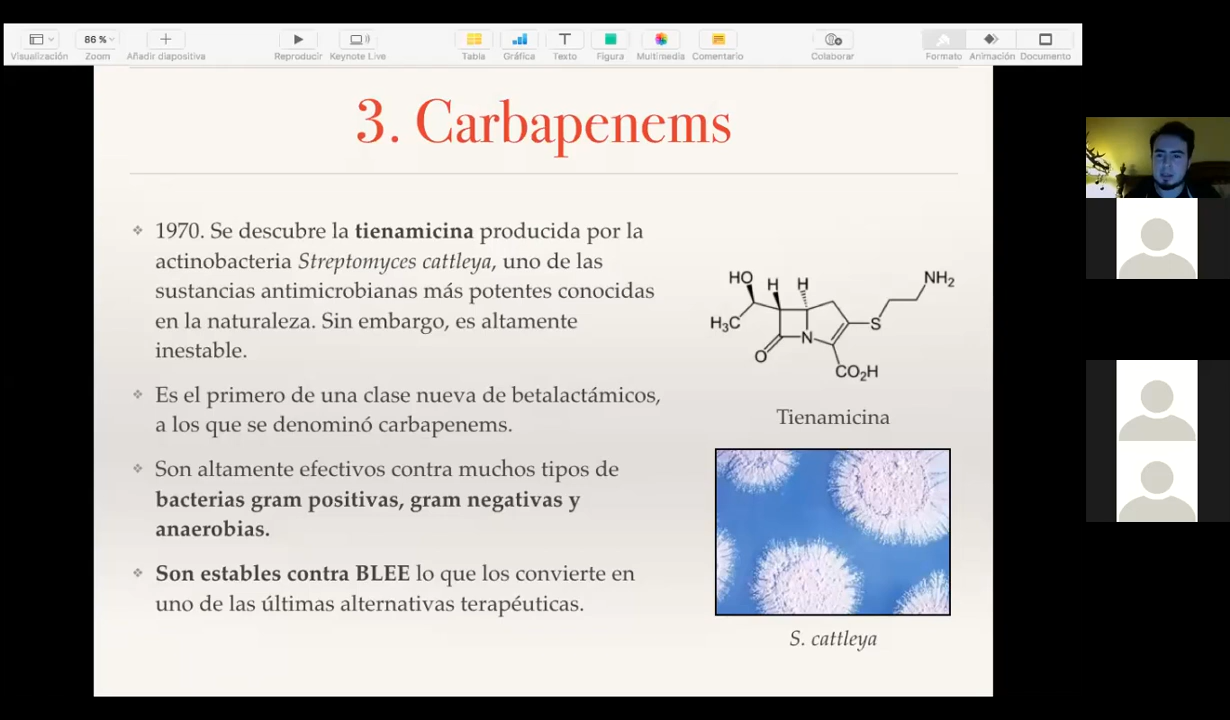 86 %
Visualización
Zoom
Añadir diapositiva
Reproducir
Keynote Live
Tabla
Gráfica
Texto
Figura
Multimedia
Comentario
Colaborar
Formato
Animación
Documento
3. Carbapenems
1970. Se descubre la tienamicina producida por la
actinobacteria Streptomyces cattleya, uno de las
sustancias antimicrobianas más potentes conocidas
en la naturaleza. Sin embargo, es altamente
inestable.
Es el primero de una clase nueva de betalactámicos,
a los que se denominó carbapenems.
Son altamente efectivos contra muchos tipos de
bacterias gram positivas, gram negativas y
anaerobias.
Son estables contra BLEE lo que los convierte en
uno de las últimas alternativas terapéuticas.
HO
H
H
NH₂
H₃C
S
N
O
CO₂H
Tienamicina
S. cattleya